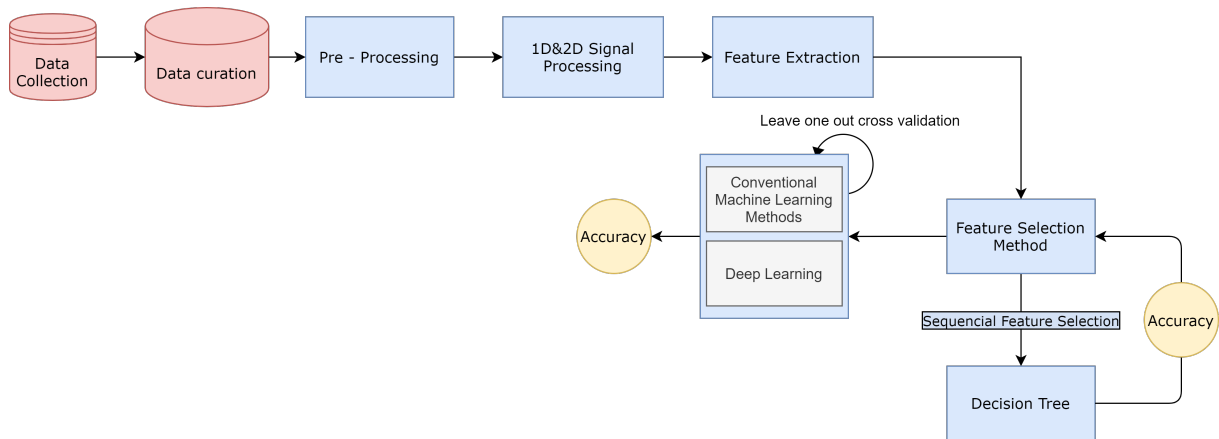 Data
Collection
Data curation
Pre - Processing
1D&2D Signal
Processing
Feature Extraction
Leave one out cross validation
Conventional
Machine Learning
Methods
Deep Learning
Accuracy
Feature Selection
Method
Sequencial Feature Selection
Accuracy
Decision Tree